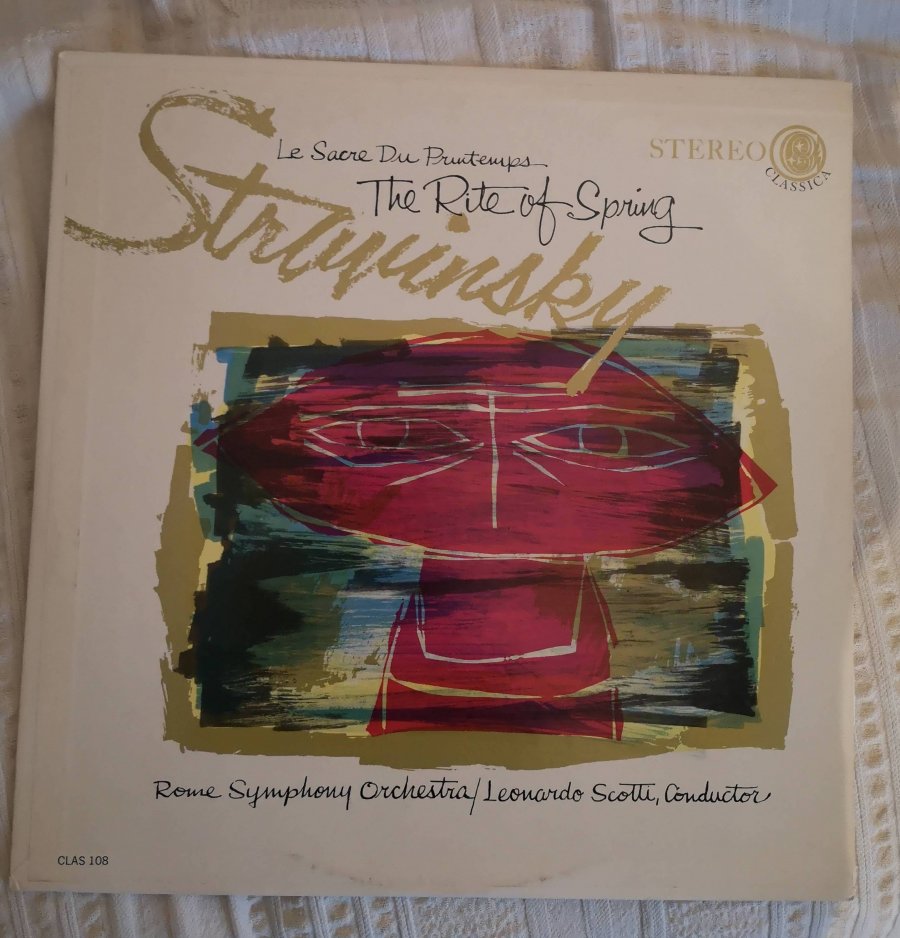 Le Sacre Du Printemps
The Rite of Spring
Stravinsky
STEREO
CLASSICA
Rome Symphony Orchestra/Leonardo Scotti, Conductor
CLAS 108